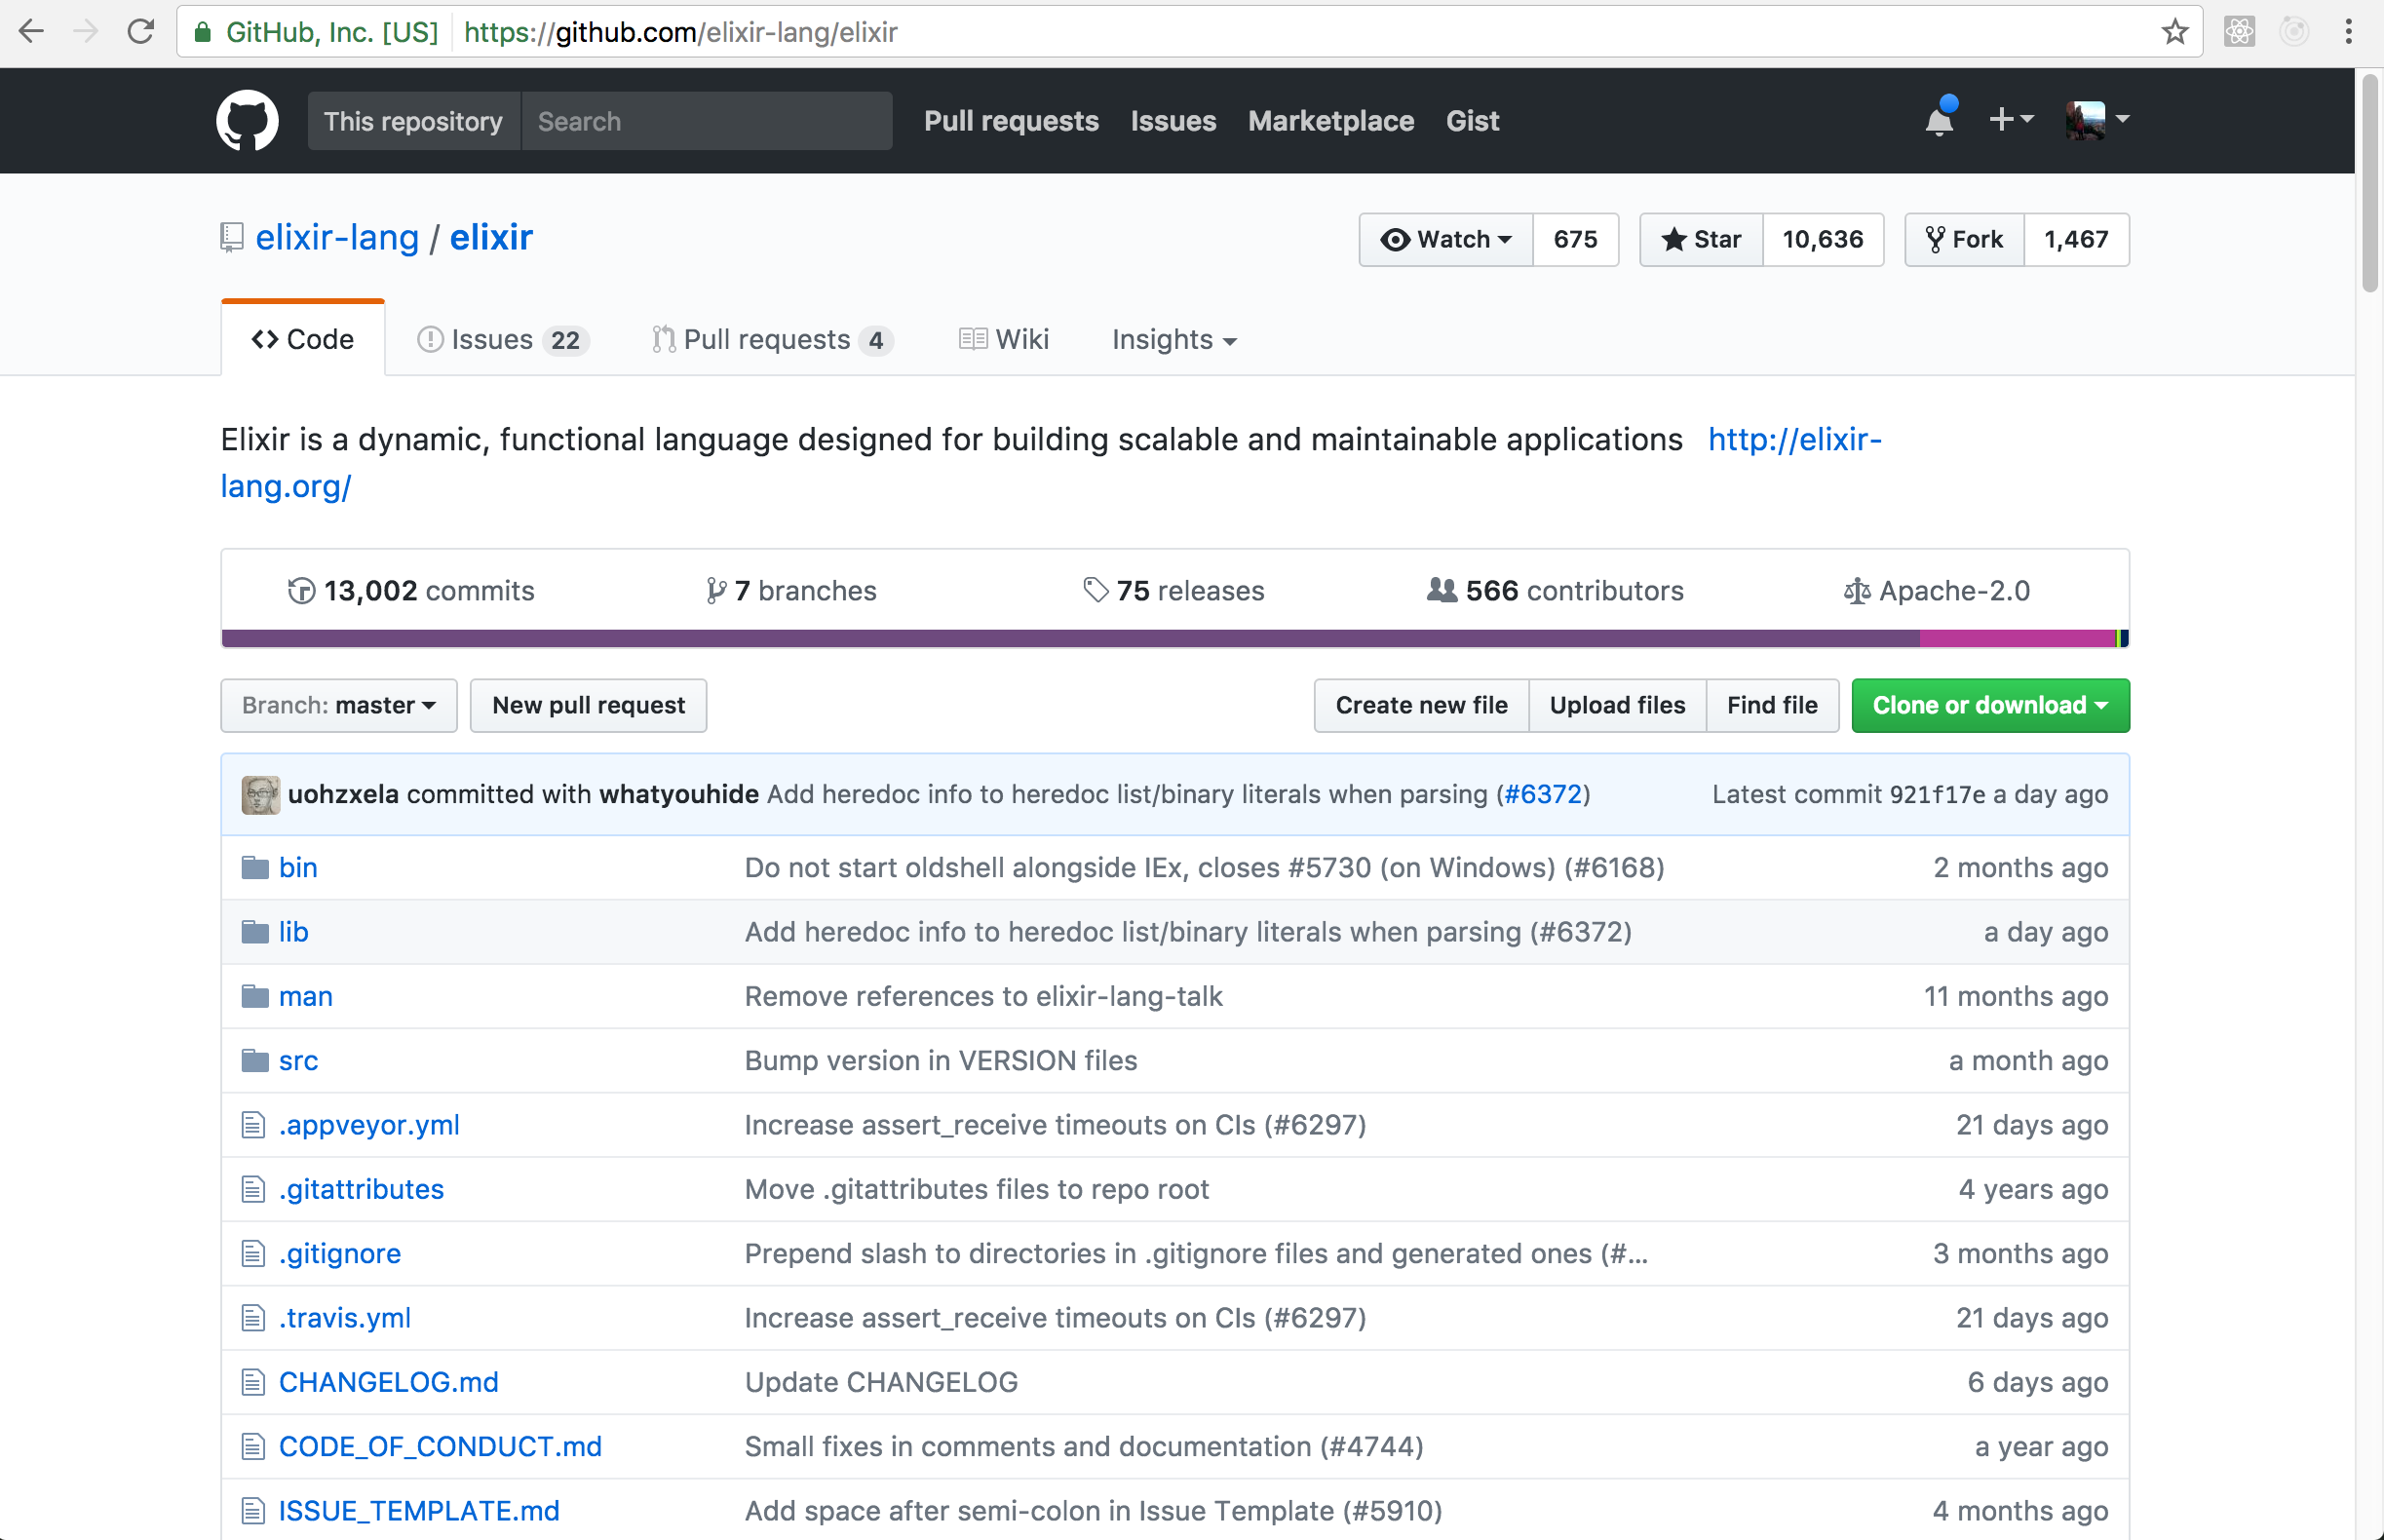 GitHub, Inc. [US] https://github.com/elixir-lang/elixir
This repository Search Pull requests Issues Marketplace Gist
elixir-lang / elixir Watch 675 Star 10,636 Fork 1,467
Code Issues 22 Pull requests 4 Wiki Insights
Elixir is a dynamic, functional language designed for building scalable and maintainable applications http://elixir-
lang.org/
13,002 commits 7 branches 75 releases 566 contributors Apache-2.0
Branch: master New pull request Create new file Upload files Find file Clone or download
uohzxela committed with whatyouhide Add heredoc info to heredoc list/binary literals when parsing (#6372) Latest commit 921f17e a day ago
bin Do not start oldshell alongside IEx, closes #5730 (on Windows) (#6168) 2 months ago
lib Add heredoc info to heredoc list/binary literals when parsing (#6372) a day ago
man Remove references to elixir-lang-talk 11 months ago
src Bump version in VERSION files a month ago
.appveyor.yml Increase assert_receive timeouts on CIs (#6297) 21 days ago
.gitattributes Move .gitattributes files to repo root 4 years ago
.gitignore Prepend slash to directories in .gitignore files and generated ones (#... 3 months ago
.travis.yml Increase assert_receive timeouts on CIs (#6297) 21 days ago
CHANGELOG.md Update CHANGELOG 6 days ago
CODE_OF_CONDUCT.md Small fixes in comments and documentation (#4744) a year ago
ISSUE_TEMPLATE.md Add space after semi-colon in Issue Template (#5910) 4 months ago